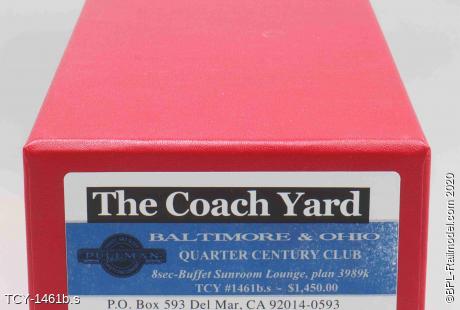 The Coach Yard
BALTIMORE & OHIO
PULLMAN
QUARTER CENTURY CLUB
8sec-Buffet Sunroom Lounge, plan 3989k
TCY #1461b.s ~ $1,450.00
P.O. Box 593 Del Mar, CA 92014-0593
TCY-1461b.s
©BPL-Railmodel.com 2020